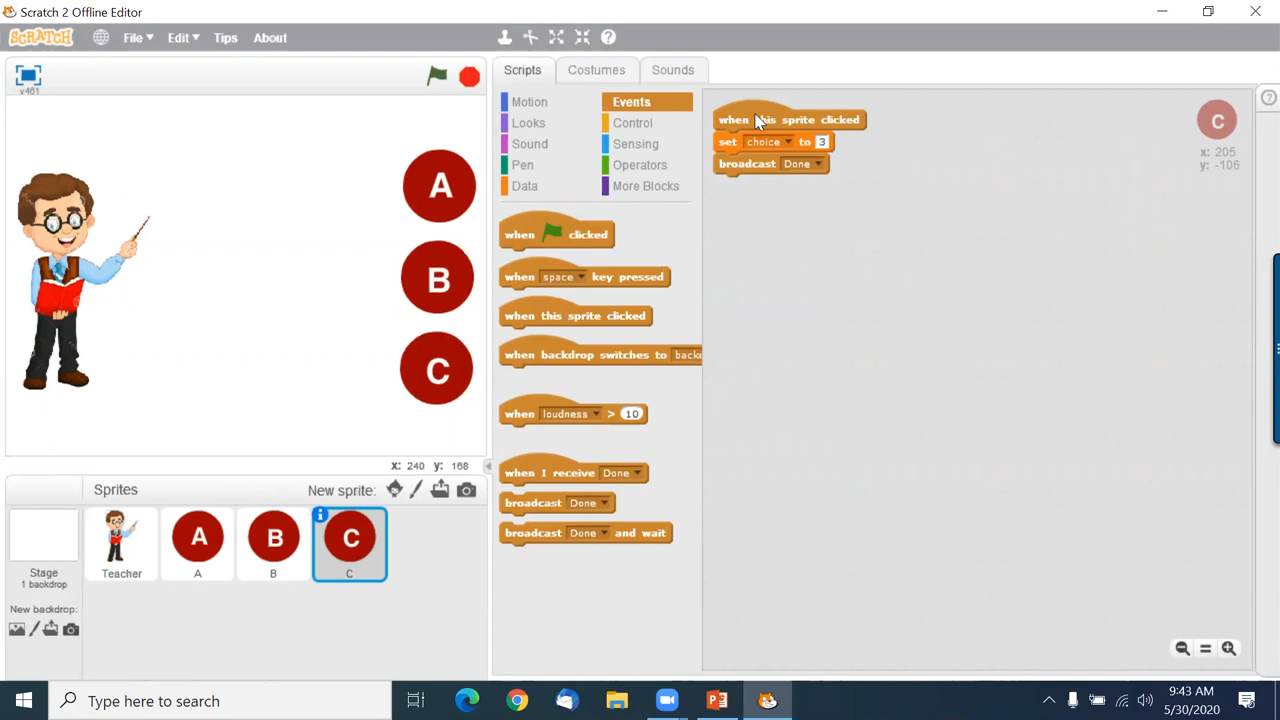 Scratch 2 Offline Editor
SCRATCH File Edit Tips About
v461
A
B
C
x: 240 y: 168
Sprites New sprite:
A B C
Stage
1 backdrop
Teacher A B C
New backdrop:
Scripts Costumes Sounds
Motion Events
Looks Control
Sound Sensing
Pen Operators
Data More Blocks
when clicked
when space key pressed
when this sprite clicked
when backdrop switches to
when loudness > 10
when I receive Done
broadcast Done
broadcast Done and wait
when this sprite clicked
set choice to 3
broadcast Done
C
x: 205
y: -106
Type here to search
9:43 AM
5/30/2020